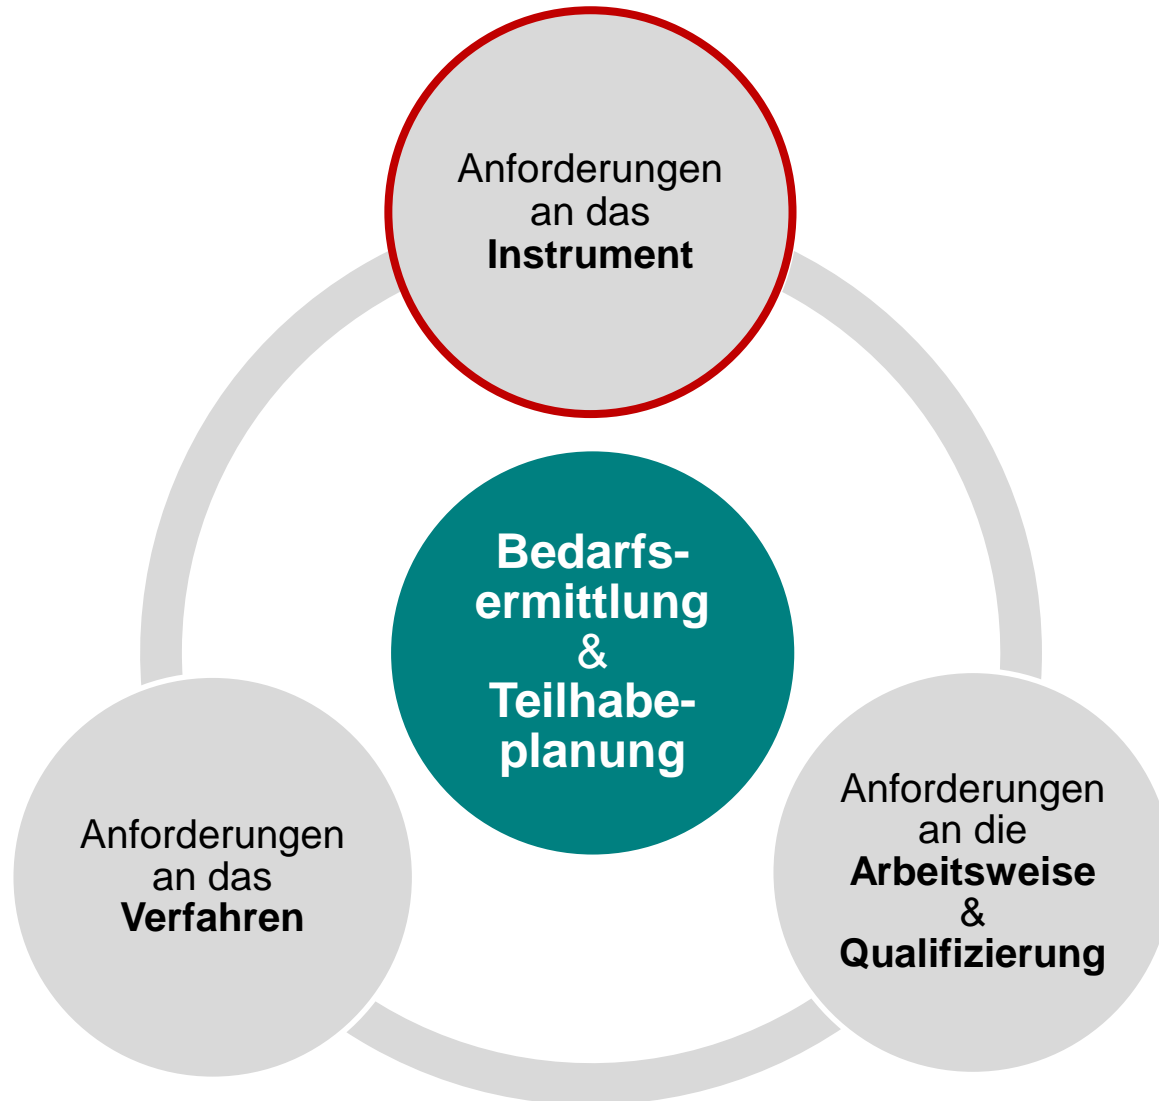 Anforderungen
an das
Instrument
Bedarfs-
ermittlung
&
Teilhabe-
planung
Anforderungen
an das
Verfahren
Anforderungen
an die
Arbeitsweise
&
Qualifizierung